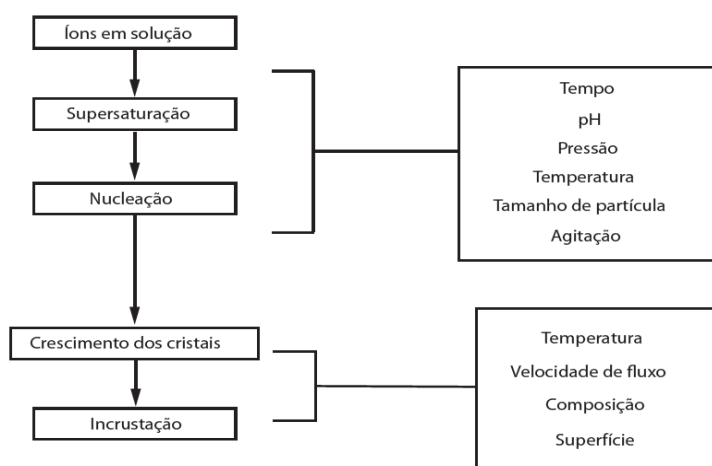 Íons em solução
Supersaturação
Nucleação
Crescimento dos cristais
Incrustação
Tempo
pH
Pressão
Temperatura
Tamanho de partícula
Agitação
Temperatura
Velocidade de fluxo
Composição
Superfície